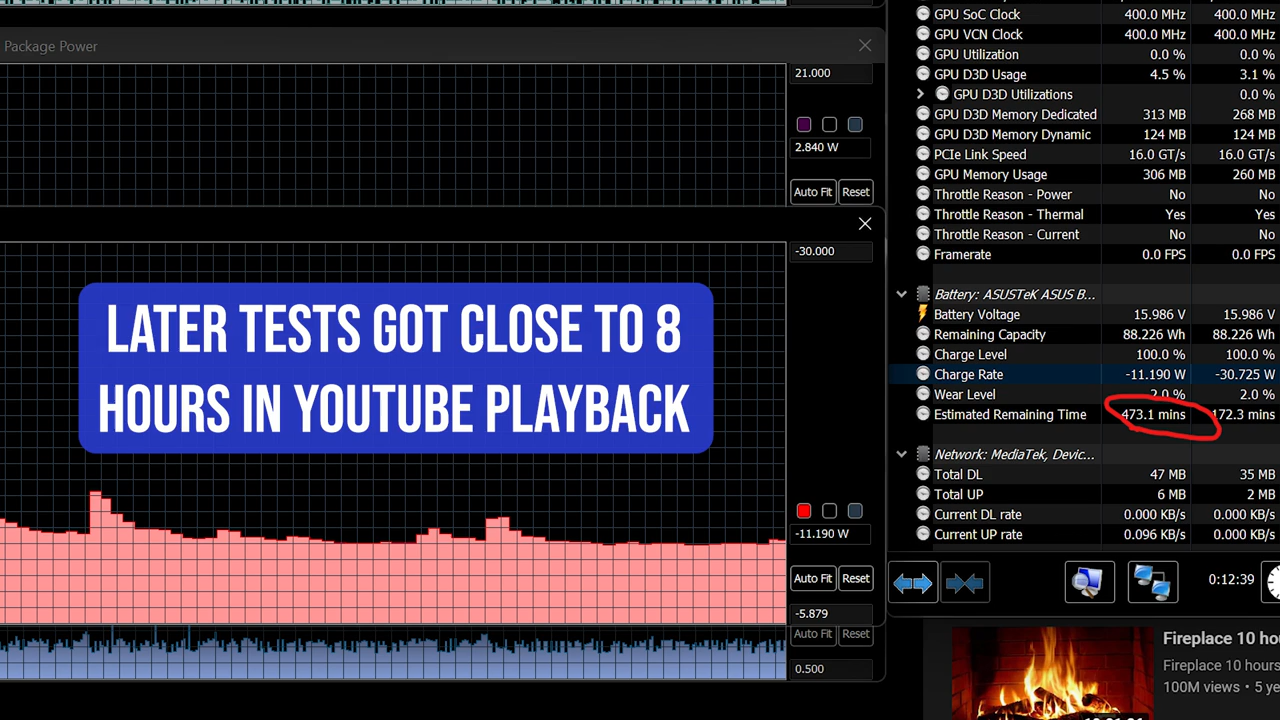 Package Power
21.000
2.840 W
Auto Fit Reset
-30.000
LATER TESTS GOT CLOSE TO 8
HOURS IN YOUTUBE PLAYBACK
-11.190 W
Auto Fit Reset
-5.879
Auto Fit Reset
0.500
GPU SoC Clock 400.0 MHz 400.0 MHz
GPU VCN Clock 400.0 MHz 400.0 MHz
GPU Utilization 0.0 % 0.0 %
GPU D3D Usage 4.5 % 3.1 %
GPU D3D Utilizations 0.0 %
GPU D3D Memory Dedicated 313 MB 268 MB
GPU D3D Memory Dynamic 124 MB 124 MB
PCIe Link Speed 16.0 GT/s 16.0 GT/s
GPU Memory Usage 306 MB 260 MB
Throttle Reason - Power No No
Throttle Reason - Thermal Yes Yes
Throttle Reason - Current No No
Framerate 0.0 FPS 0.0 FPS
Battery: ASUSTeK ASUS B...
Battery Voltage 15.986 V 15.986 V
Remaining Capacity 88.226 Wh 88.226 Wh
Charge Level 100.0 % 100.0 %
Charge Rate -11.190 W -30.725 W
Wear Level 2.0 % 2.0 %
Estimated Remaining Time 473.1 mins 172.3 mins
Network: MediaTek, Devic...
Total DL 47 MB 35 MB
Total UP 6 MB 2 MB
Current DL rate 0.000 KB/s 0.000 KB/s
Current UP rate 0.096 KB/s 0.000 KB/s
0:12:39
Fireplace 10 hou
Fireplace 10 hours
100M views • 5 ye